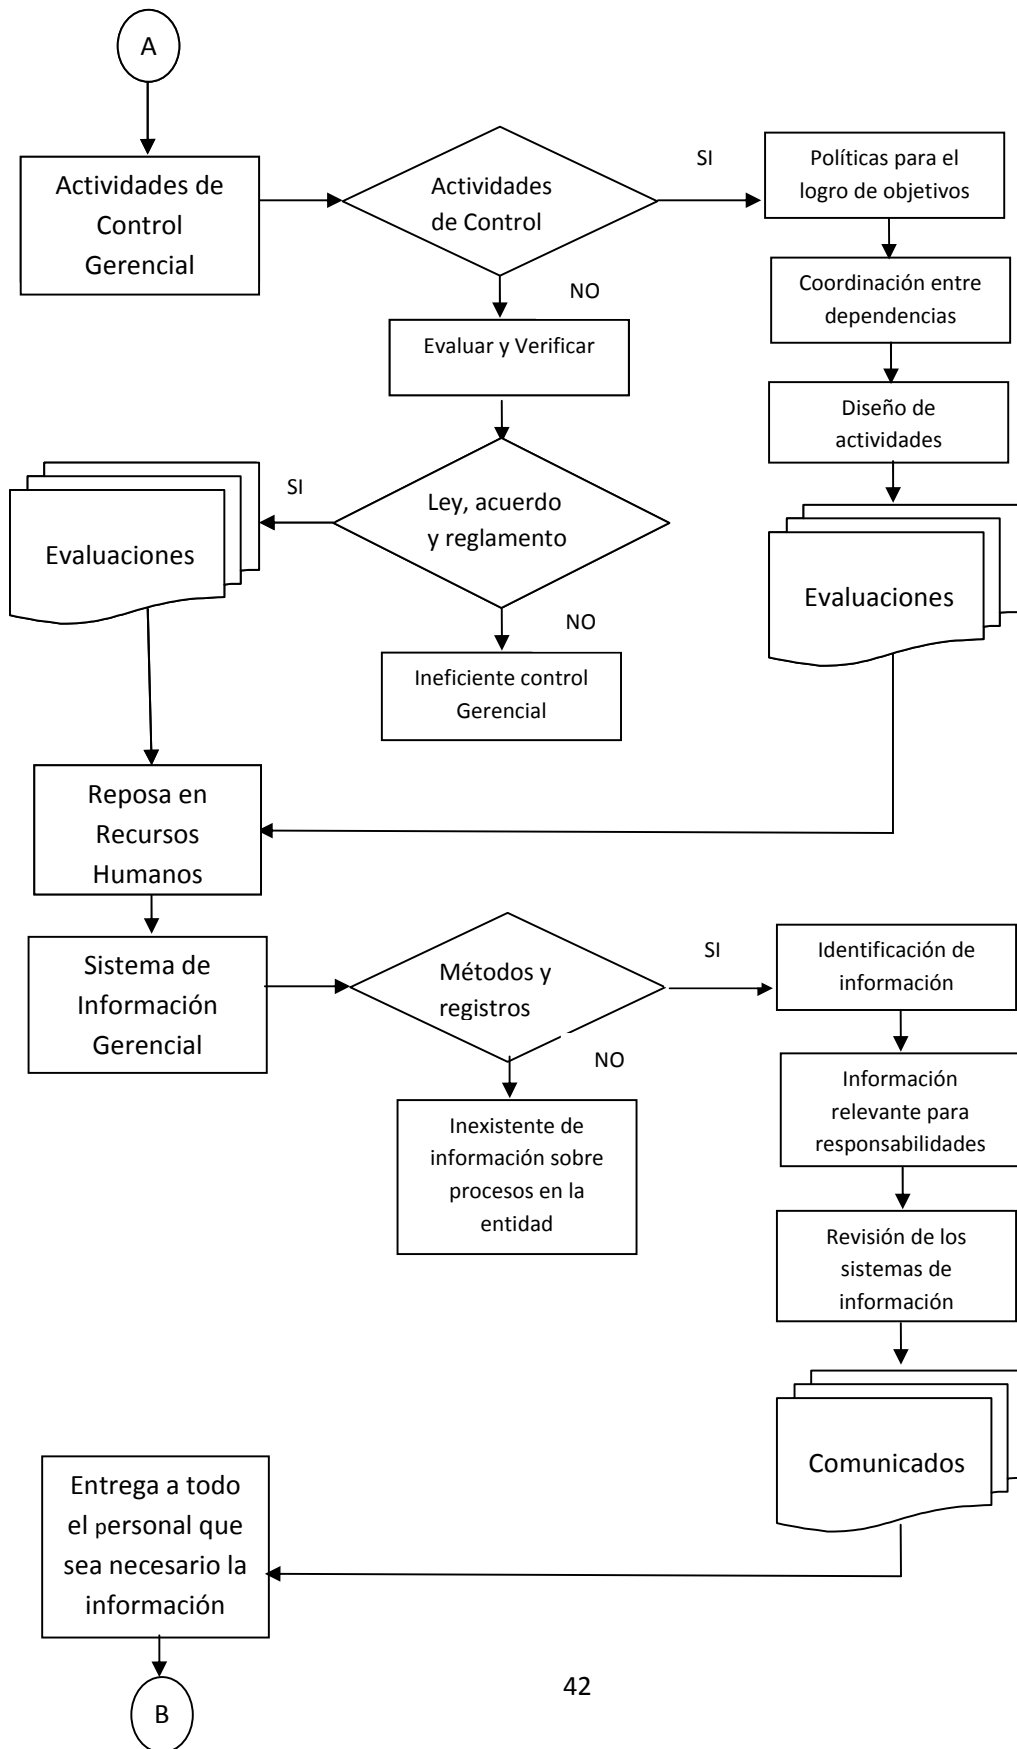 A
Actividades de
Control
Gerencial
Actividades
de Control
SI
Políticas para el
logro de objetivos
NO
Coordinación entre
dependencias
Evaluar y Verificar
Diseño de
actividades
SI
Ley, acuerdo
y reglamento
Evaluaciones
Evaluaciones
NO
Ineficiente control
Gerencial
Reposa en
Recursos
Humanos
Sistema de
Información
Gerencial
Métodos y
registros
SI
Identificación de
información
NO
Inexistente de
información sobre
procesos en la
entidad
Información
relevante para
responsabilidades
Revisión de los
sistemas de
información
Comunicados
Entrega a todo
el personal que
sea necesario la
información
42
B